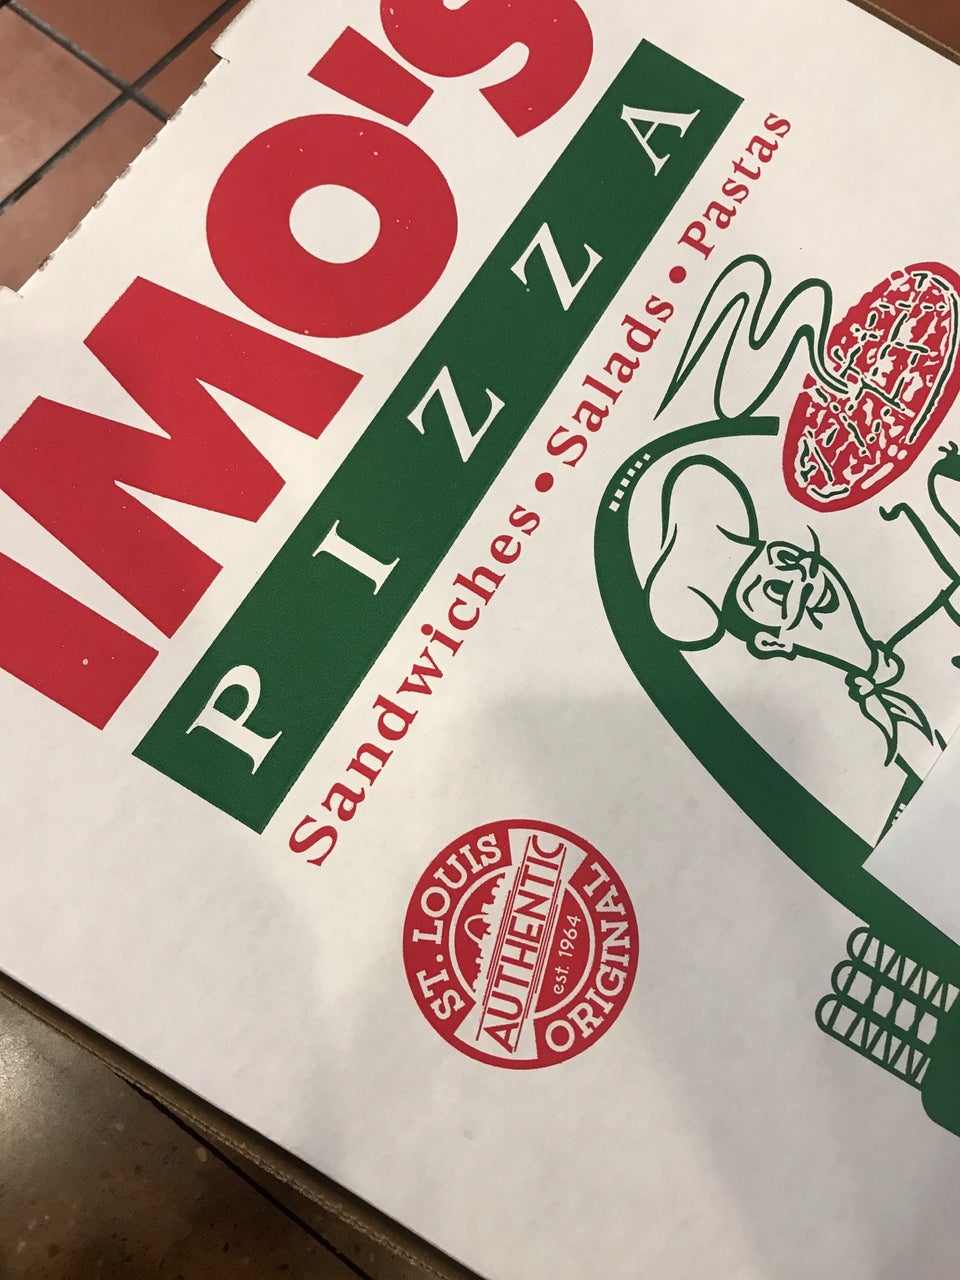 IMO'S
PIZZA
Sandwiches • Salads • Pastas
ST. LOUIS
AUTHENTIC
est. 1964
ORIGINAL